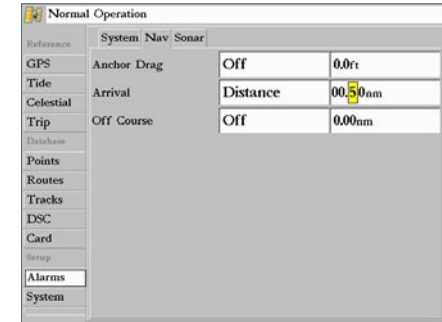 Normal Operation
System Nav Sonar
Reference
GPS
Tide
Celestial
Trip
Database
Points
Routes
Tracks
DSC
Card
Setup
Alarms
System
Anchor Drag Off 0.0ft
Arrival Distance 00.50nm
Off Course Off 0.00nm